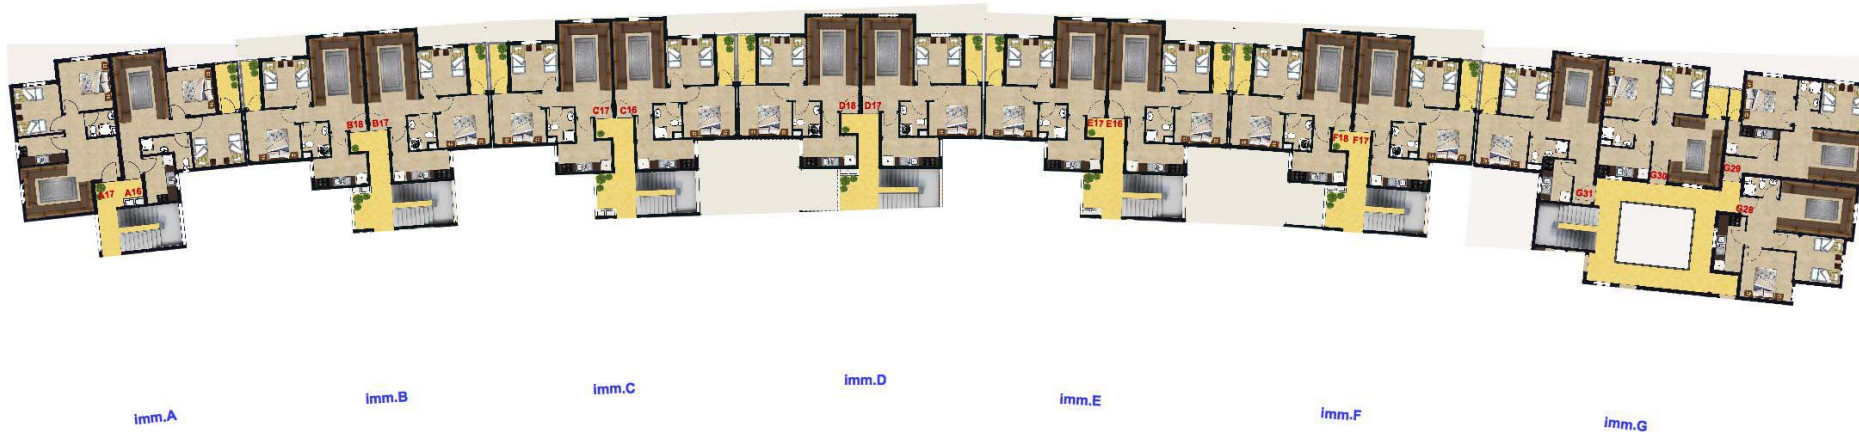 A17 A16
B18 B17
C17 C16
D18 D17
E17 E16
F18 F17
G31
G30
G29
G28
imm.A
imm.B
imm.C
imm.D
imm.E
imm.F
imm.G